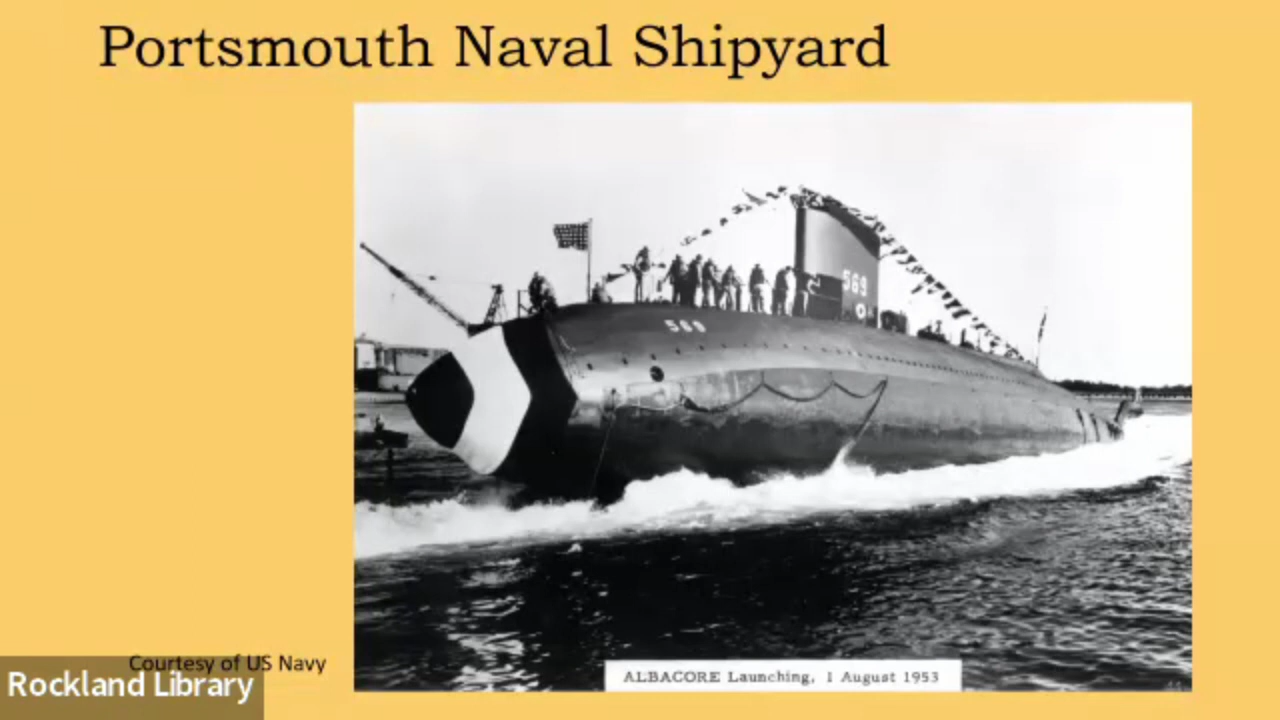 Portsmouth Naval Shipyard
569
569
Courtesy of US Navy
Rockland Library
ALBACORE Launching, 1 August 1953